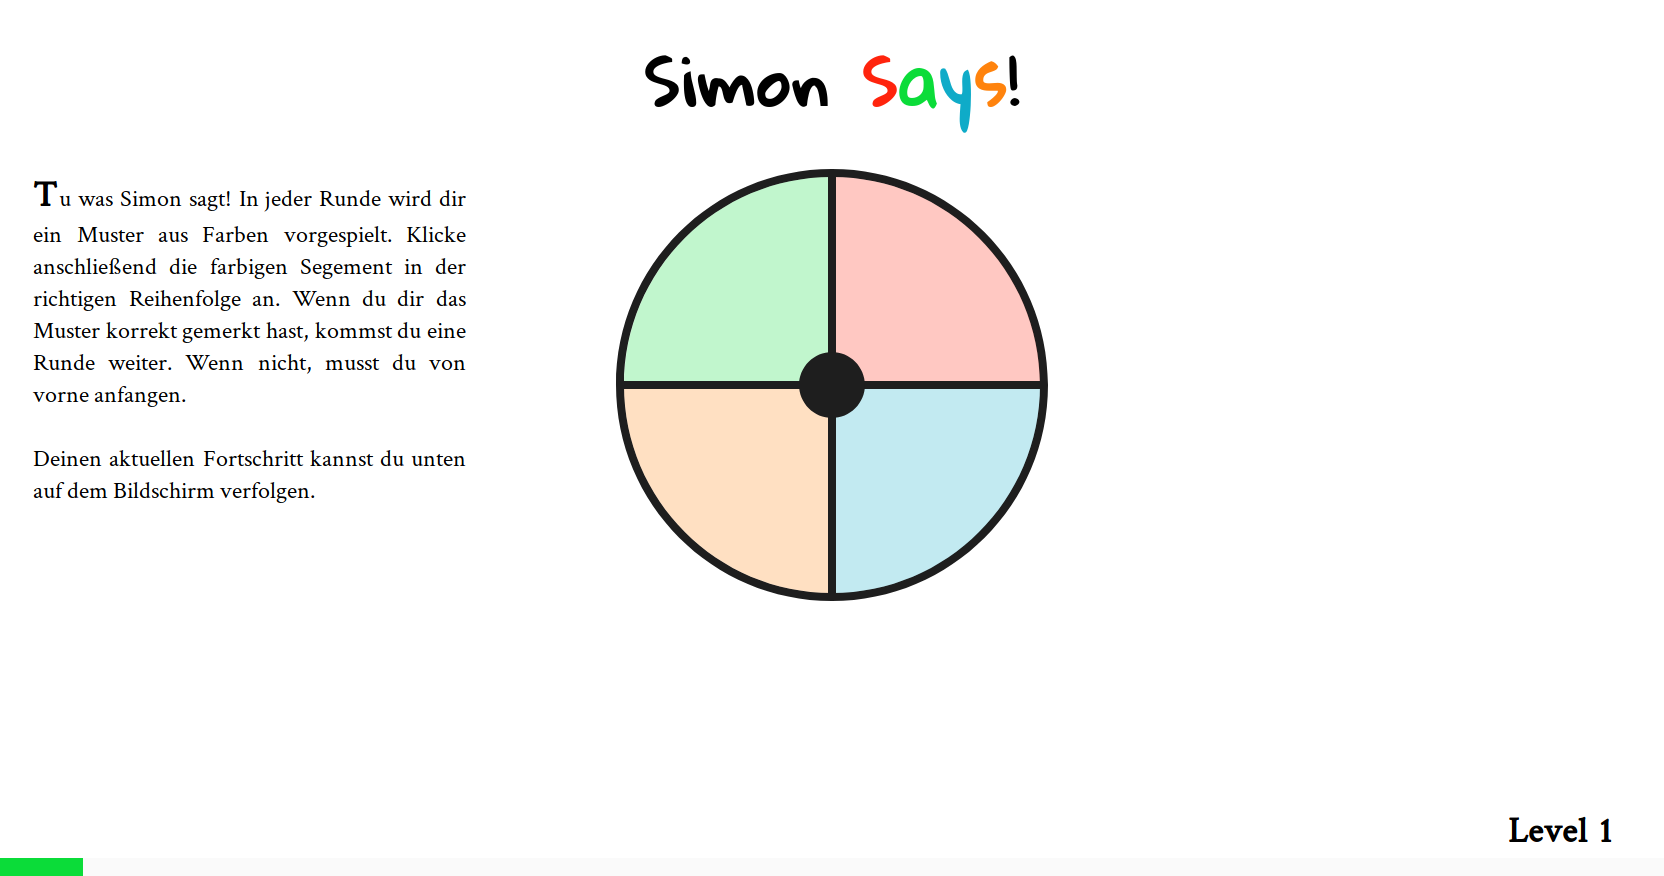 Simon Says!
Tu was Simon sagt! In jeder Runde wird dir
ein Muster aus Farben vorgespielt. Klicke
anschließend die farbigen Segement in der
richtigen Reihenfolge an. Wenn du dir das
Muster korrekt gemerkt hast, kommst du eine
Runde weiter. Wenn nicht, musst du von
vorne anfangen.
Deinen aktuellen Fortschritt kannst du unten
auf dem Bildschirm verfolgen.
Level 1